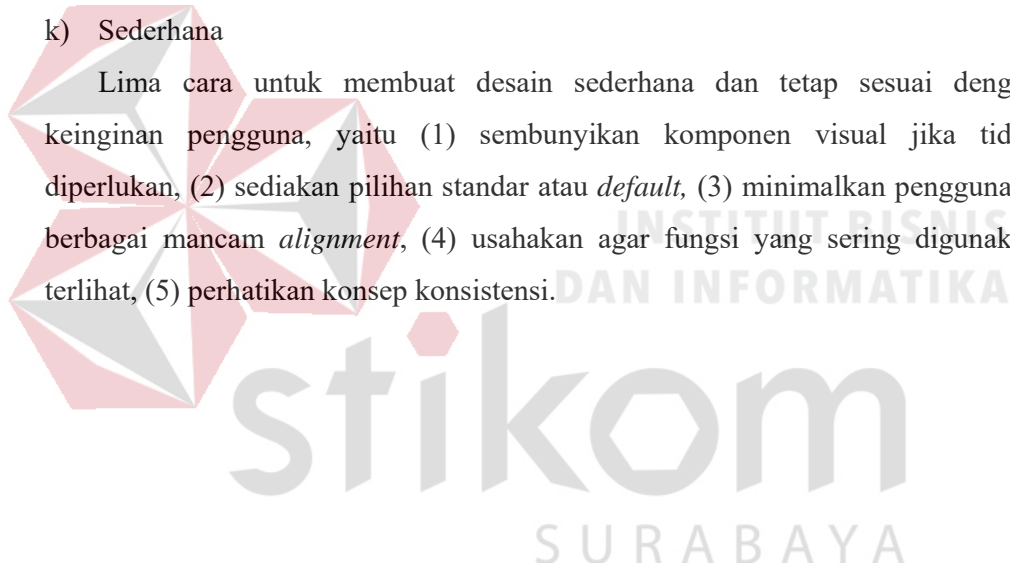 k) Sederhana
Lima cara untuk membuat desain sederhana dan tetap sesuai deng
keinginan pengguna, yaitu (1) sembunyikan komponen visual jika tid
diperlukan, (2) sediakan pilihan standar atau default, (3) minimalkan pengguna
berbagai mancam alignment, (4) usahakan agar fungsi yang sering digunak
terlihat, (5) perhatikan konsep konsistensi.
INSTITUT BISNIS
DAN INFORMATIKA
stikom
SURABAYA